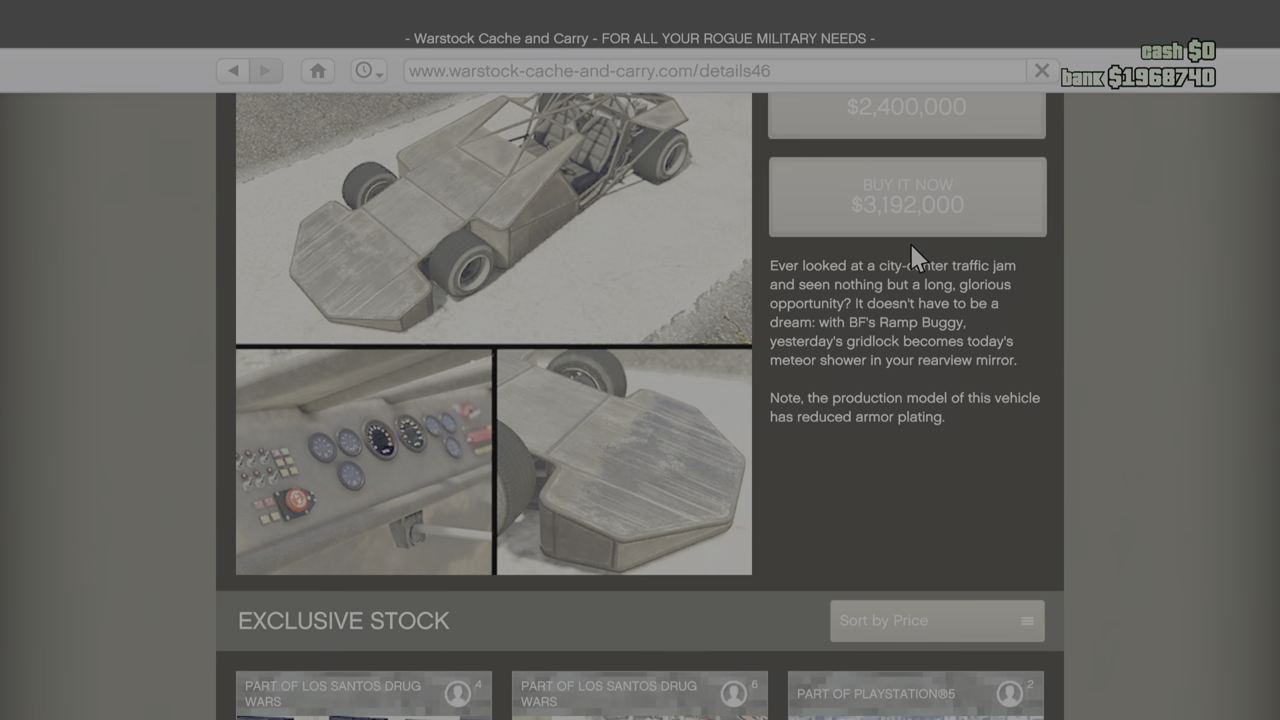 - Warstock Cache and Carry - FOR ALL YOUR ROGUE MILITARY NEEDS -
cash $0
www.warstock-cache-and-carry.com/details46
bank $1968740
$2,400,000
BUY IT NOW
$3,192,000
Ever looked at a city-center traffic jam
and seen nothing but a long, glorious
opportunity? It doesn't have to be a
dream: with BF's Ramp Buggy,
yesterday's gridlock becomes today's
meteor shower in your rearview mirror.
Note, the production model of this vehicle
has reduced armor plating.
EXCLUSIVE STOCK
Sort by Price
PART OF LOS SANTOS DRUG
WARS
4
PART OF LOS SANTOS DRUG
WARS
6
PART OF PLAYSTATION®5
2